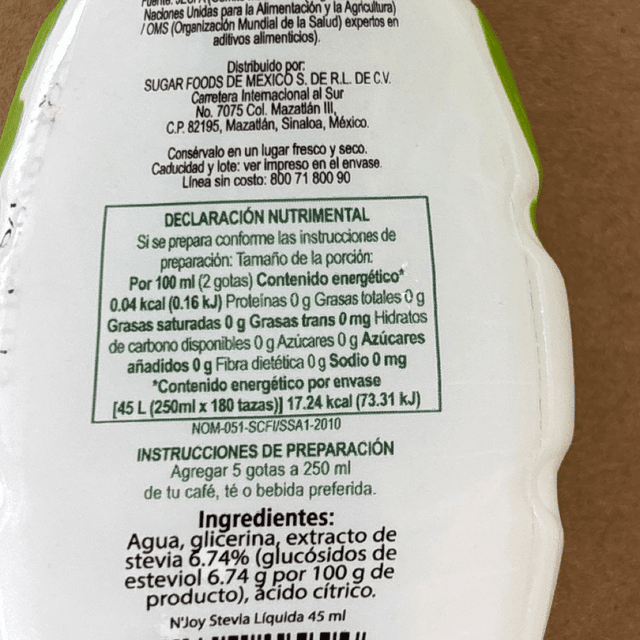 Naciones Unidas para la Alimentación y la Agricultura)
/ OMS (Organización Mundial de la Salud) expertos en
aditivos alimenticios).
Distribuido por:
SUGAR FOODS DE MEXICO S. DE R.L. DE C.V.
Carretera Internacional al Sur
No. 7075 Col. Mazatlán III,
C.P. 82195, Mazatlán, Sinaloa, México.
Consérvalo en un lugar fresco y seco.
Caducidad y lote: ver impreso en el envase.
Línea sin costo: 800 71 800 90
DECLARACIÓN NUTRIMENTAL
Si se prepara conforme las instrucciones de
preparación: Tamaño de la porción:
Por 100 ml (2 gotas) Contenido energético*
0.04 kcal (0.16 kJ) Proteínas 0 g Grasas totales 0 g
Grasas saturadas 0 g Grasas trans 0 mg Hidratos
de carbono disponibles 0 g Azúcares 0 g Azúcares
añadidos 0 g Fibra dietética 0 g Sodio 0 mg
*Contenido energético por envase
[45 L (250ml x 180 tazas)] 17.24 kcal (73.31 kJ)
NOM-051-SCFI/SSA1-2010
INSTRUCCIONES DE PREPARACIÓN
Agregar 5 gotas a 250 ml
de tu café, té o bebida preferida.
Ingredientes:
Agua, glicerina, extracto de
stevia 6.74% (glucósidos de
esteviol 6.74 g por 100 g de
producto), ácido cítrico.
N'Joy Stevia Líquida 45 ml